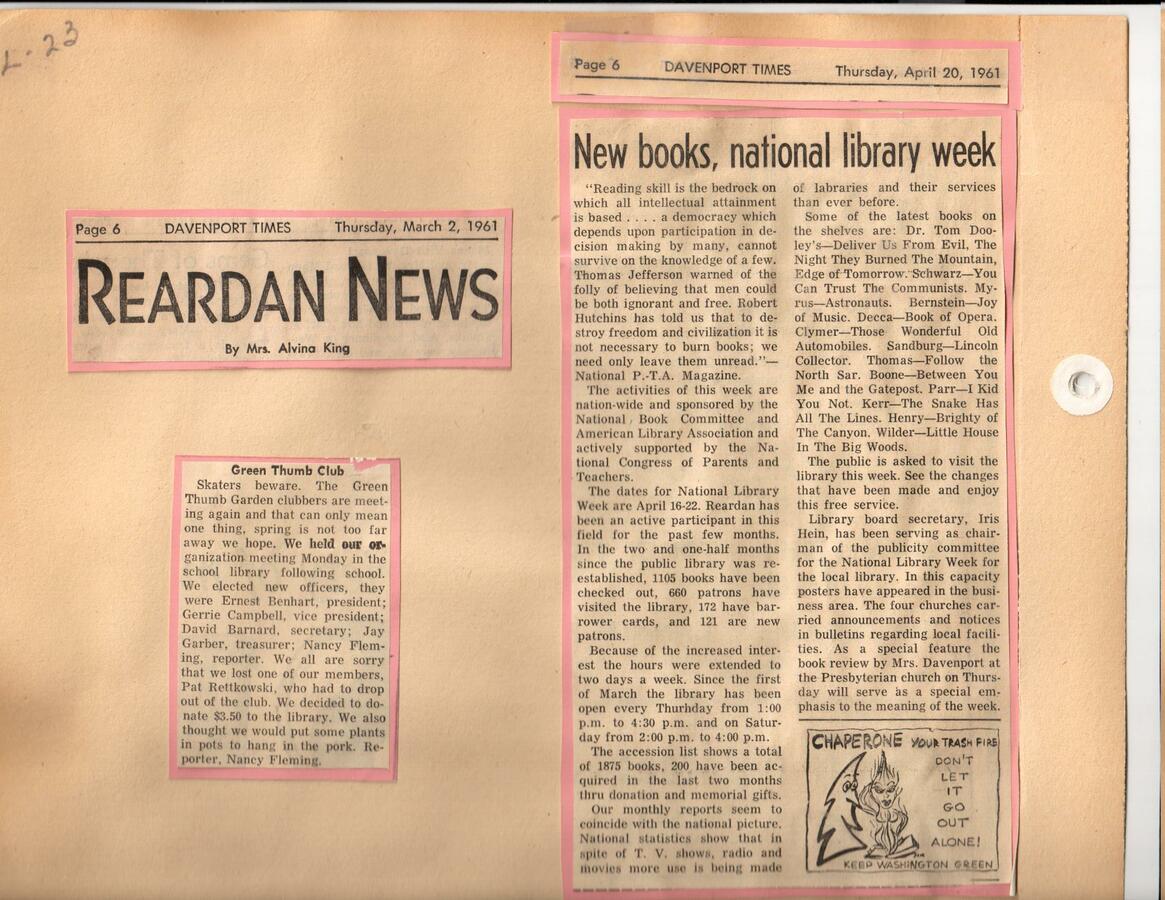 L-23
Page 6 DAVENPORT TIMES Thursday, March 2, 1961
REARDAN NEWS
By Mrs. Alvina King
Green Thumb Club
Skaters beware. The Green
Thumb Garden clubbers are meet-
ing again and that can only mean
one thing, spring is not too far
away we hope. We held our or-
ganization meeting Monday in the
school library following school.
We elected new officers, they
were Ernest Benhart, president;
Gerrie Campbell, vice president;
David Barnard, secretary; Jay
Garber, treasurer; Nancy Flem-
ing, reporter. We all are sorry
that we lost one of our members,
Pat Rettkowski, who had to drop
out of the club. We decided to do-
nate $3.50 to the library. We also
thought we would put some plants
in pots to hang in the pork. Re-
porter, Nancy Fleming.
Page 6 DAVENPORT TIMES Thursday, April 20, 1961
New books, national library week
"Reading skill is the bedrock on
which all intellectual attainment
is based . . . . a democracy which
depends upon participation in de-
cision making by many, cannot
survive on the knowledge of a few.
Thomas Jefferson warned of the
folly of believing that men could
be both ignorant and free. Robert
Hutchins has told us that to de-
stroy freedom and civilization it is
not necessary to burn books; we
need only leave them unread."—
National P.-T.A. Magazine.
The activities of this week are
nation-wide and sponsored by the
National Book Committee and
American Library Association and
actively supported by the Na-
tional Congress of Parents and
Teachers.
The dates for National Library
Week are April 16-22. Reardan has
been an active participant in this
field for the past few months.
In the two and one-half months
since the public library was re-
established, 1105 books have been
checked out, 660 patrons have
visited the library, 172 have bar-
rower cards, and 121 are new
patrons.
Because of the increased inter-
est the hours were extended to
two days a week. Since the first
of March the library has been
open every Thurhday from 1:00
p.m. to 4:30 p.m. and on Satur-
day from 2:00 p.m. to 4:00 p.m.
The accession list shows a total
of 1875 books, 200 have been ac-
quired in the last two months
thru donation and memorial gifts.
Our monthly reports seem to
coincide with the national picture.
National statistics show that in
spite of T. V. shows, radio and
movies more use is being made
of labraries and their services
than ever before.
Some of the latest books on
the shelves are: Dr. Tom Doo-
ley's—Deliver Us From Evil, The
Night They Burned The Mountain,
Edge of Tomorrow. Schwarz—You
Can Trust The Communists. My-
rus—Astronauts. Bernstein—Joy
of Music. Decca—Book of Opera.
Clymer—Those Wonderful Old
Automobiles. Sandburg—Lincoln
Collector. Thomas—Follow the
North Sar. Boone—Between You
Me and the Gatepost. Parr—I Kid
You Not. Kerr—The Snake Has
All The Lines. Henry—Brighty of
The Canyon. Wilder—Little House
In The Big Woods.
The public is asked to visit the
library this week. See the changes
that have been made and enjoy
this free service.
Library board secretary, Iris
Hein, has been serving as chair-
man of the publicity committee
for the National Library Week for
the local library. In this capacity
posters have appeared in the busi-
ness area. The four churches car-
ried announcements and notices
in bulletins regarding local facili-
ties. As a special feature the
book review by Mrs. Davenport at
the Presbyterian church on Thurs-
day will serve as a special em-
phasis to the meaning of the week.
CHAPERONE YOUR TRASH FIRE
DON'T
LET
IT
GO
OUT
ALONE!
KEEP WASHINGTON GREEN